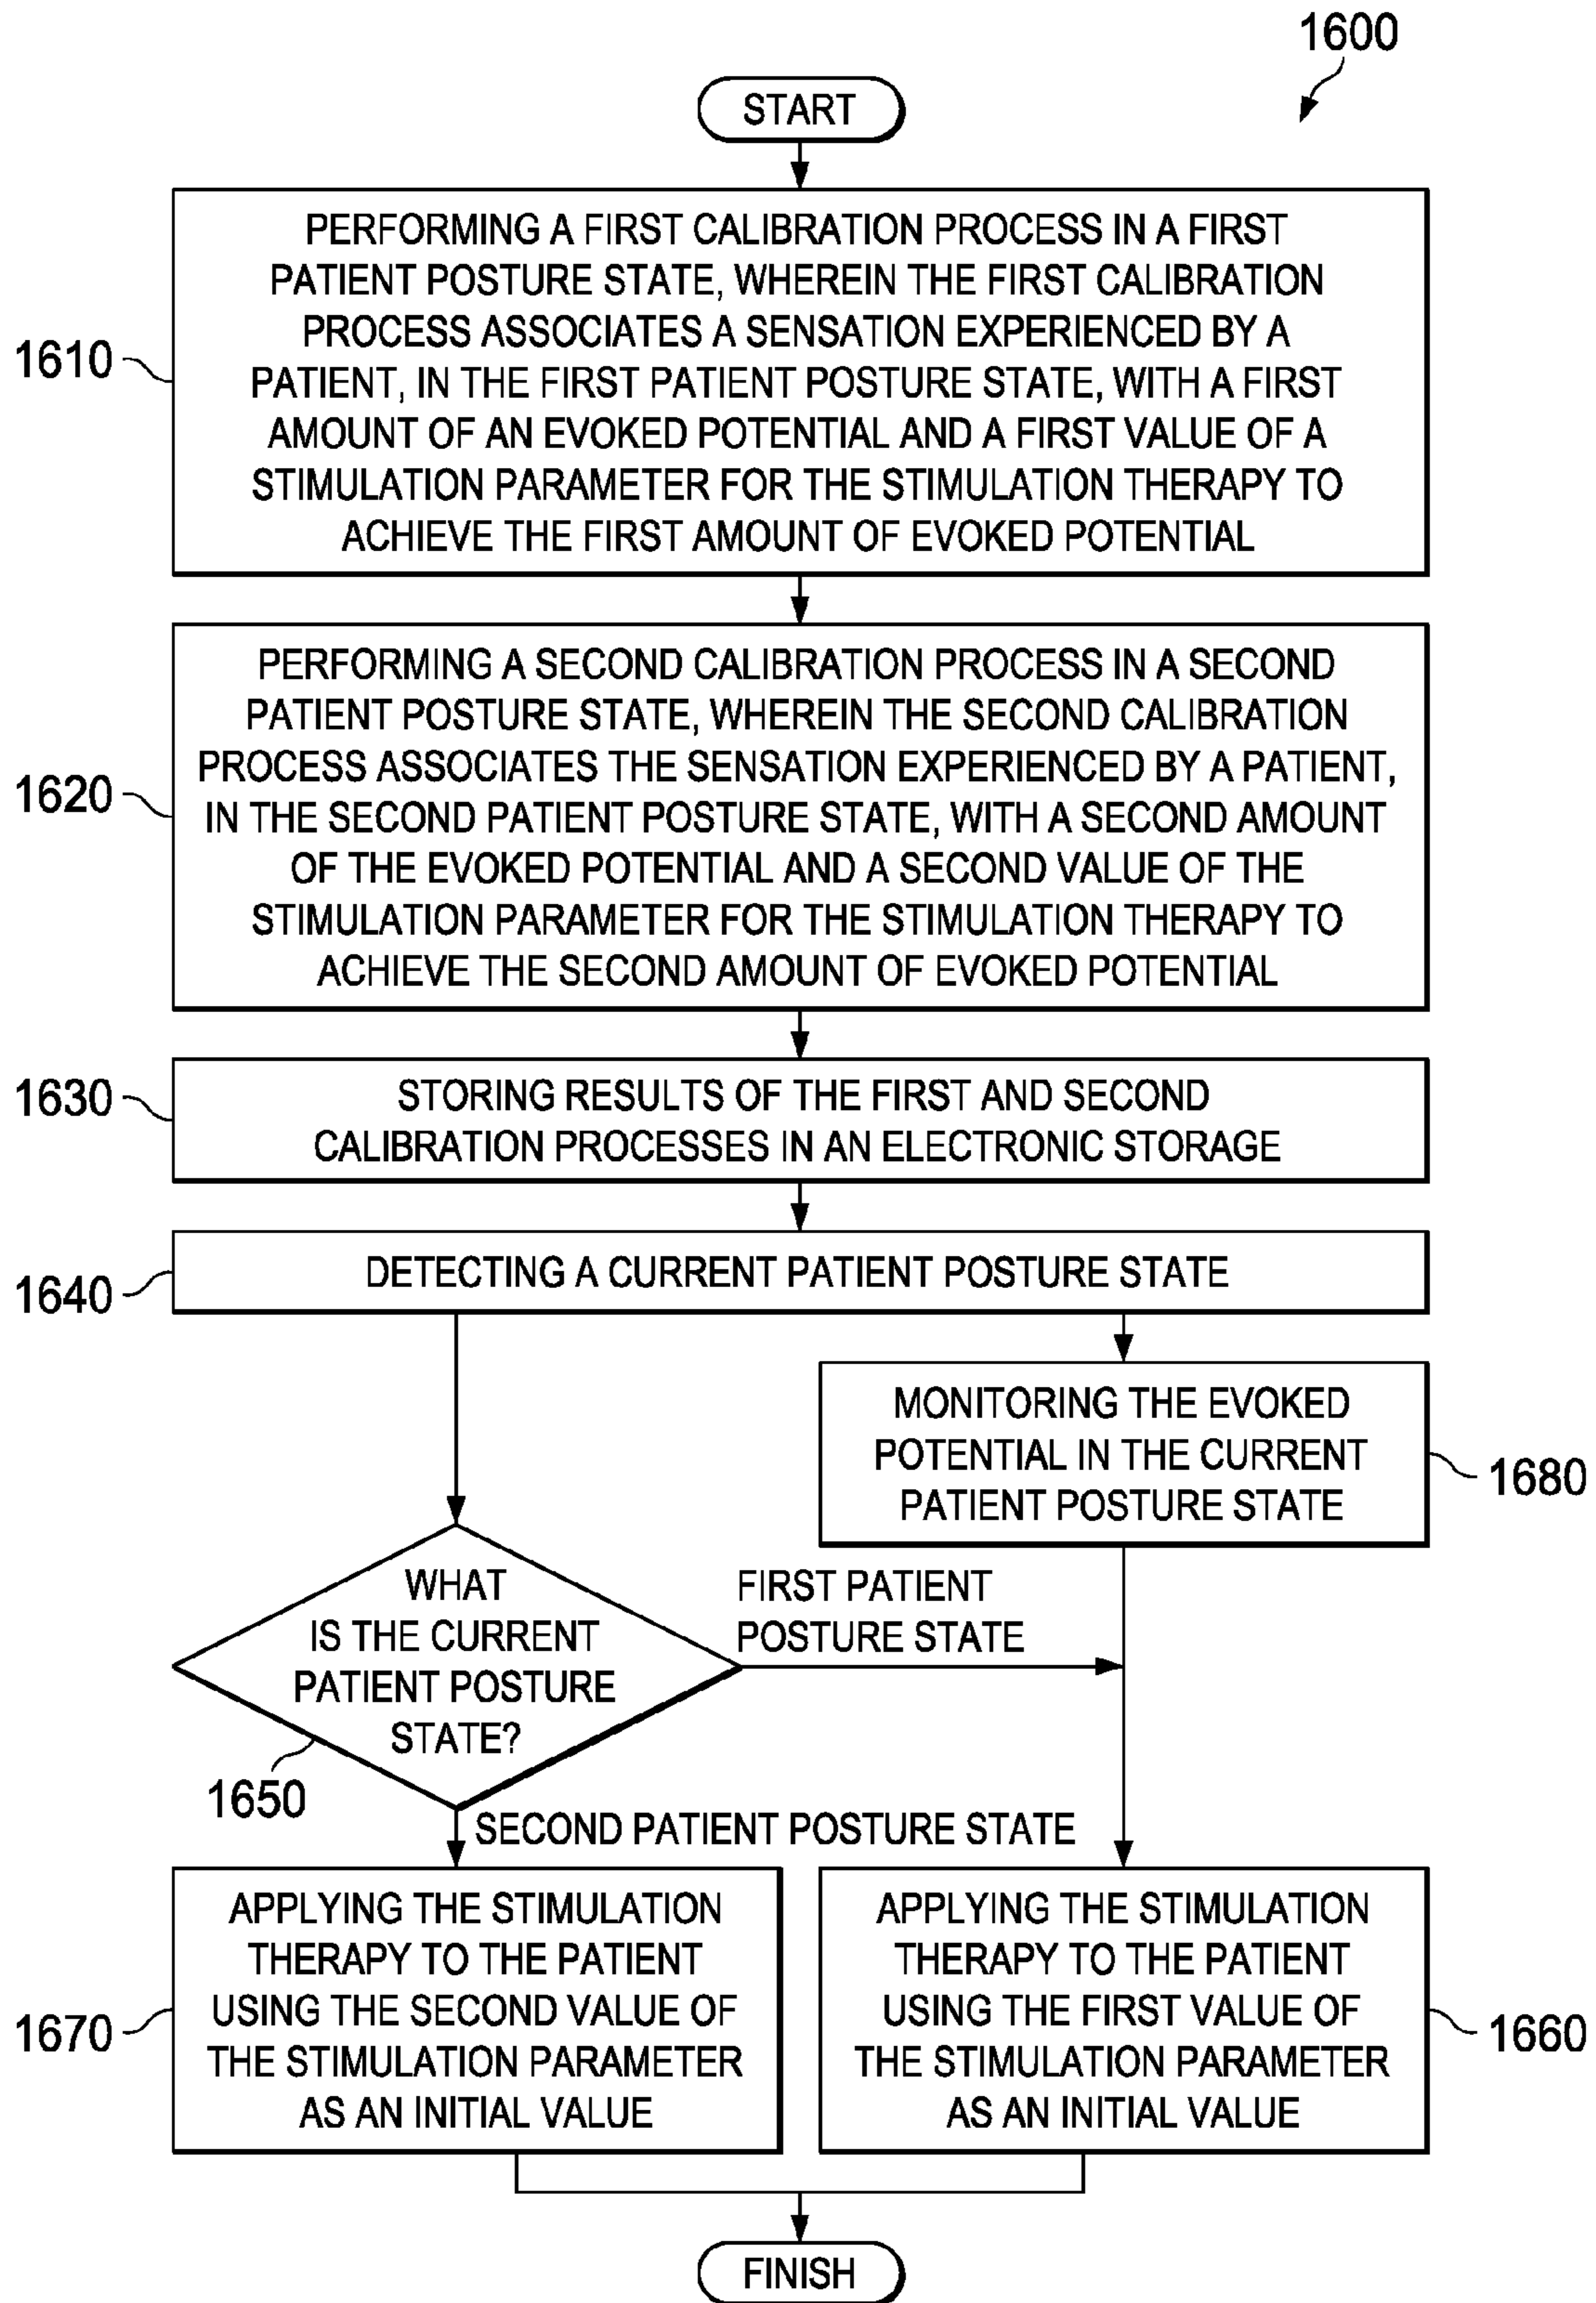 1600
START
PERFORMING A FIRST CALIBRATION PROCESS IN A FIRST
PATIENT POSTURE STATE, WHEREIN THE FIRST CALIBRATION
PROCESS ASSOCIATES A SENSATION EXPERIENCED BY A
PATIENT, IN THE FIRST PATIENT POSTURE STATE, WITH A FIRST
AMOUNT OF AN EVOKED POTENTIAL AND A FIRST VALUE OF A
STIMULATION PARAMETER FOR THE STIMULATION THERAPY TO
ACHIEVE THE FIRST AMOUNT OF EVOKED POTENTIAL
1610
PERFORMING A SECOND CALIBRATION PROCESS IN A SECOND
PATIENT POSTURE STATE, WHEREIN THE SECOND CALIBRATION
PROCESS ASSOCIATES THE SENSATION EXPERIENCED BY A PATIENT,
IN THE SECOND PATIENT POSTURE STATE, WITH A SECOND AMOUNT
OF THE EVOKED POTENTIAL AND A SECOND VALUE OF THE
STIMULATION PARAMETER FOR THE STIMULATION THERAPY TO
ACHIEVE THE SECOND AMOUNT OF EVOKED POTENTIAL
1620
STORING RESULTS OF THE FIRST AND SECOND
CALIBRATION PROCESSES IN AN ELECTRONIC STORAGE
1630
DETECTING A CURRENT PATIENT POSTURE STATE
1640
MONITORING THE EVOKED
POTENTIAL IN THE CURRENT
PATIENT POSTURE STATE
1680
WHAT
IS THE CURRENT
PATIENT POSTURE
STATE?
1650
FIRST PATIENT
POSTURE STATE
SECOND PATIENT POSTURE STATE
APPLYING THE STIMULATION
THERAPY TO THE PATIENT
USING THE SECOND VALUE OF
THE STIMULATION PARAMETER
AS AN INITIAL VALUE
1670
APPLYING THE STIMULATION
THERAPY TO THE PATIENT
USING THE FIRST VALUE OF
THE STIMULATION PARAMETER
AS AN INITIAL VALUE
1660
FINISH